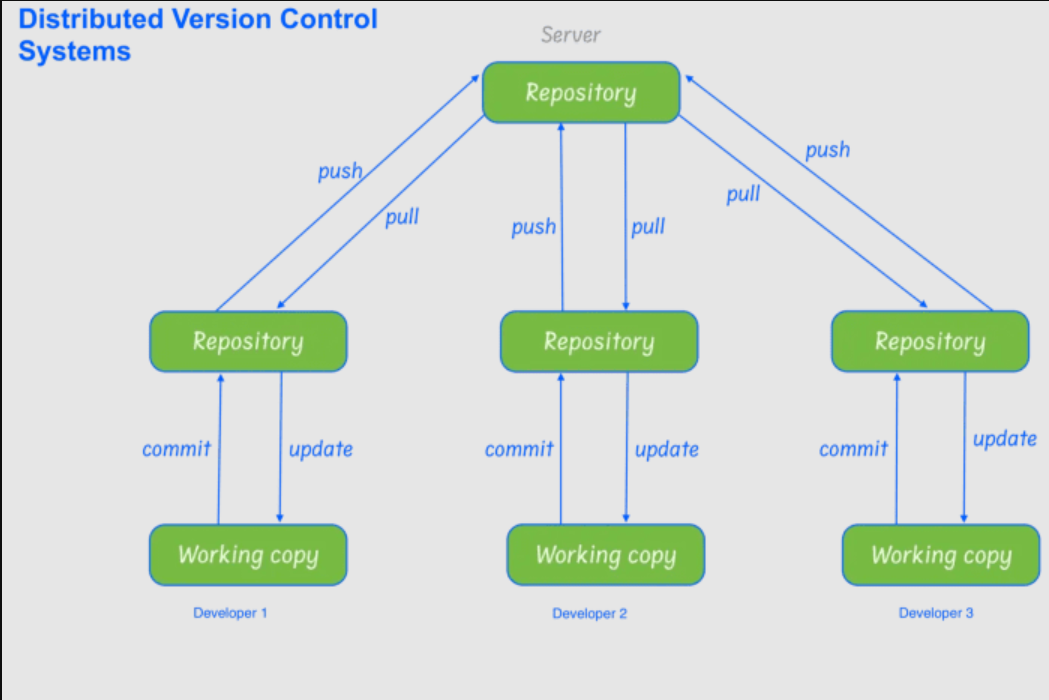 Distributed Version Control
Systems
Server
Repository
push
pull
push
pull
pull
push
Repository
Repository
Repository
commit
update
commit
update
commit
update
Working copy
Working copy
Working copy
Developer 1
Developer 2
Developer 3